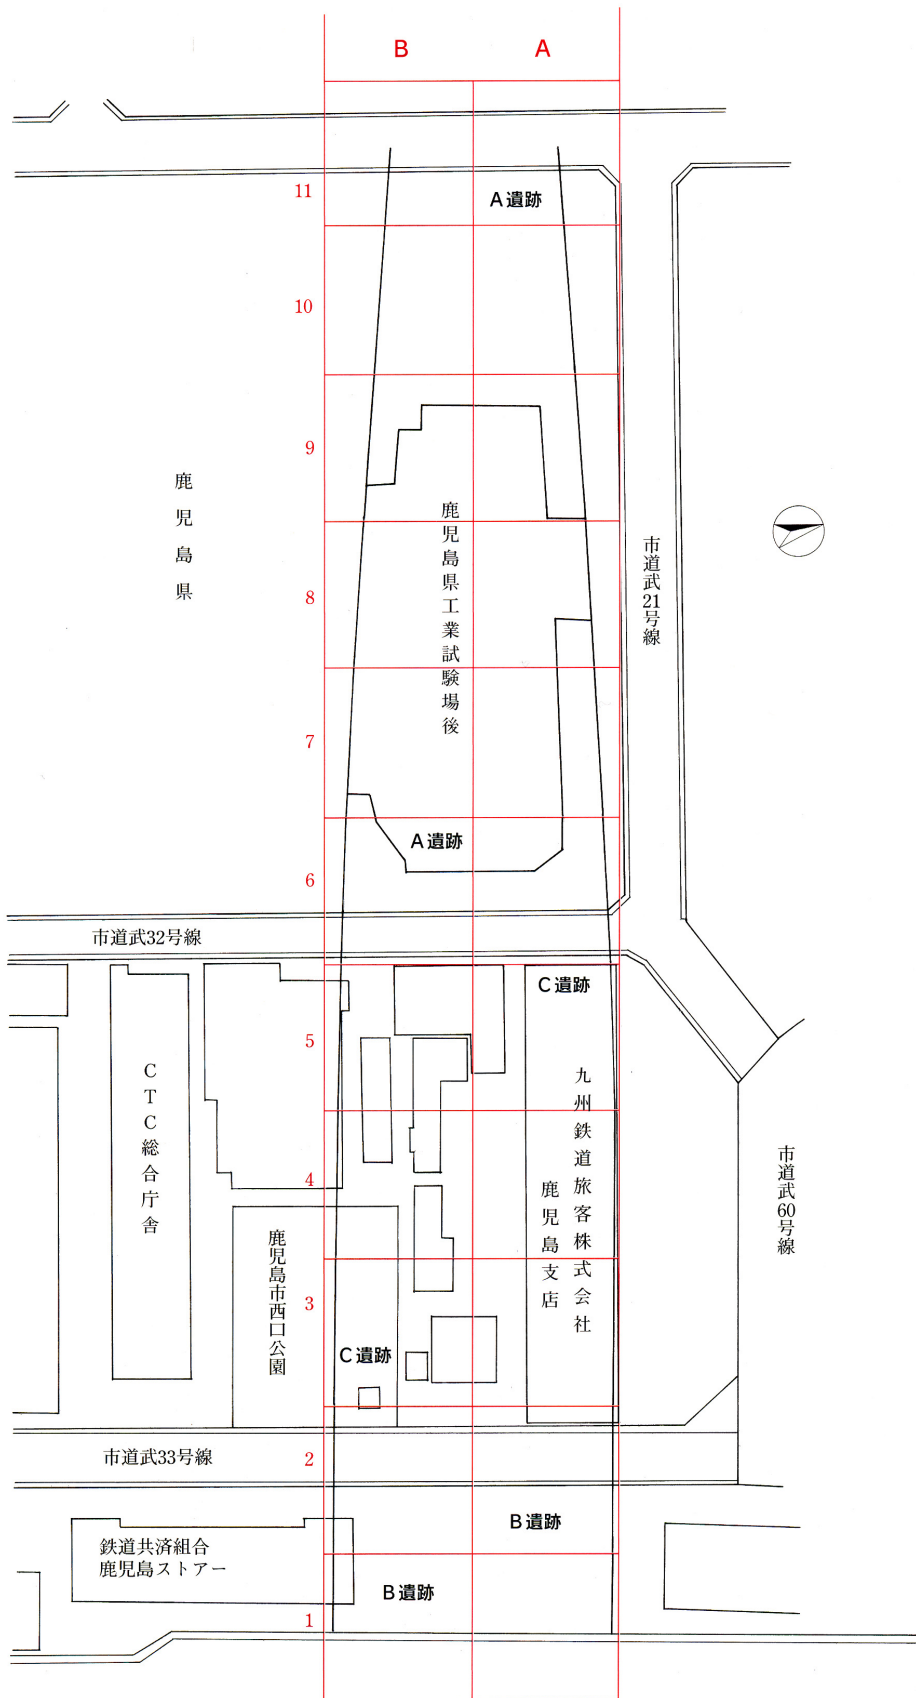 B
A
11
A遺跡
10
9
鹿児島県
鹿児島県工業試験場後
市道武21号線
8
7
A遺跡
6
市道武32号線
C遺跡
5
CTC総合庁舎
九州鉄道旅客株式会社
鹿児島支店
4
市道武60号線
鹿児島市西口公園
3
C遺跡
市道武33号線
2
B遺跡
鉄道共済組合
鹿児島ストアー
B遺跡
1